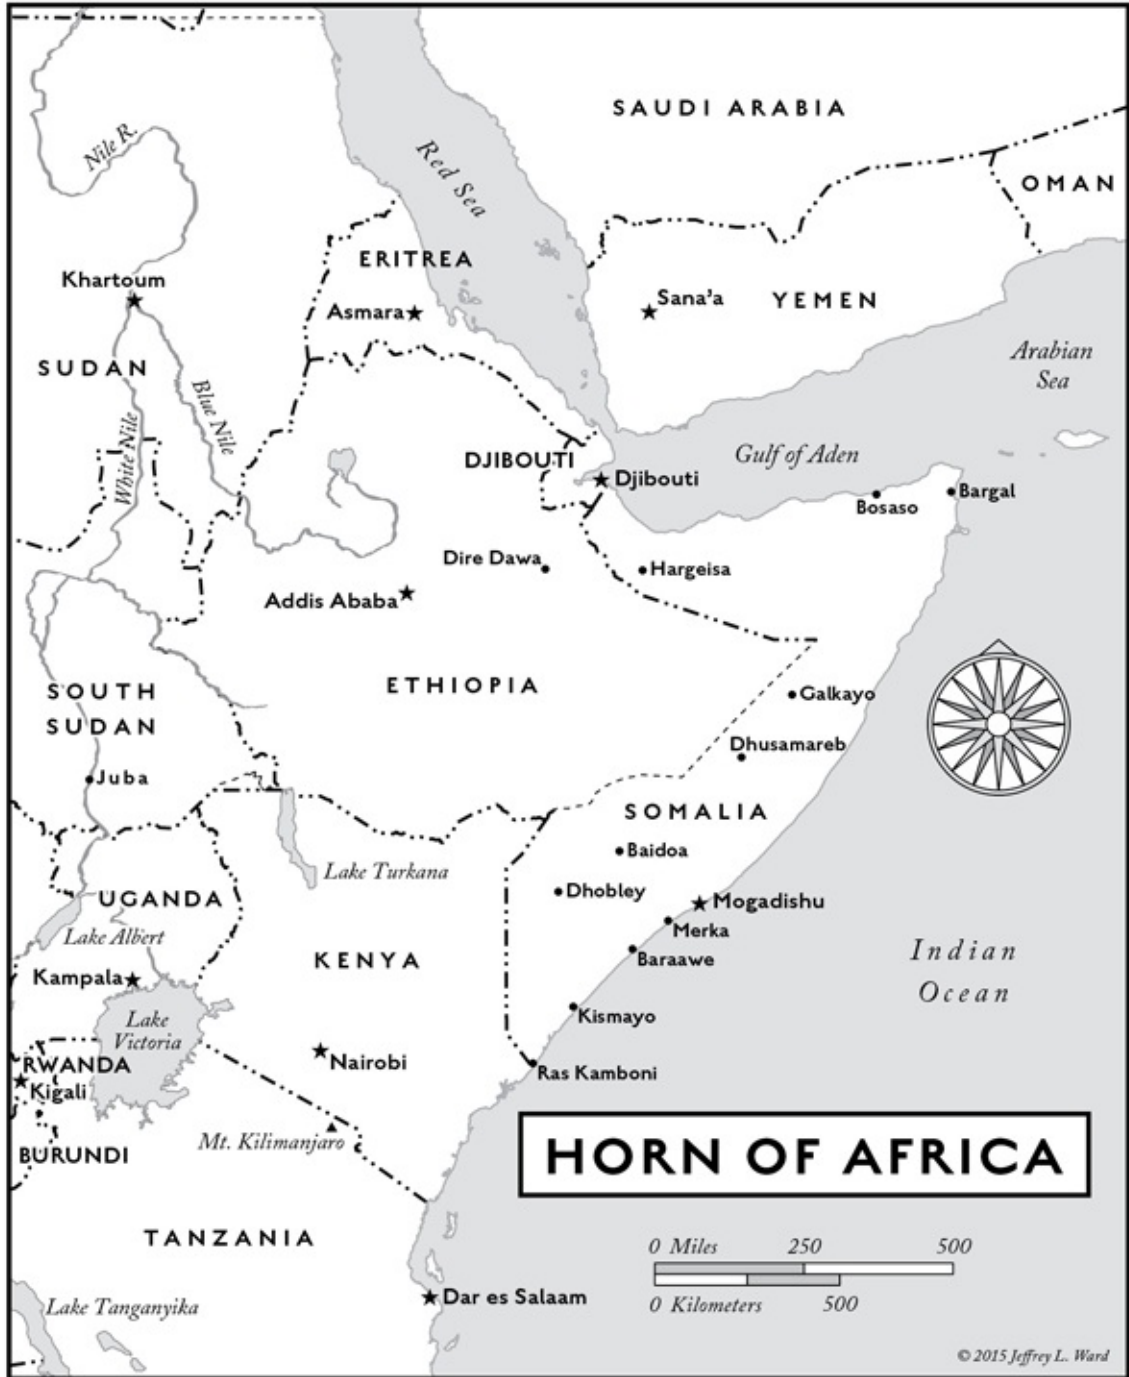 SAUDI ARABIA
Nile R.
Red Sea
OMAN
ERITREA
Khartoum
Asmara
Sana'a
YEMEN
Arabian
Sea
SUDAN
Blue Nile
White Nile
Gulf of Aden
DJIBOUTI
Djibouti
Bargal
Bosaso
Dire Dawa
Hargeisa
Addis Ababa
ETHIOPIA
SOUTH
SUDAN
Galkayo
Dhusamareb
Juba
SOMALIA
Baidoa
Lake Turkana
Dhobley
UGANDA
Mogadishu
Merka
Lake Albert
KENYA
Baraawe
Indian
Ocean
Kampala
Lake
Victoria
Kismayo
Nairobi
RWANDA
Kigali
Ras Kamboni
Mt. Kilimanjaro
BURUNDI
HORN OF AFRICA
TANZANIA
0 Miles 250 500
0 Kilometers 500
Dar es Salaam
Lake Tanganyika
© 2015 Jeffrey L. Ward